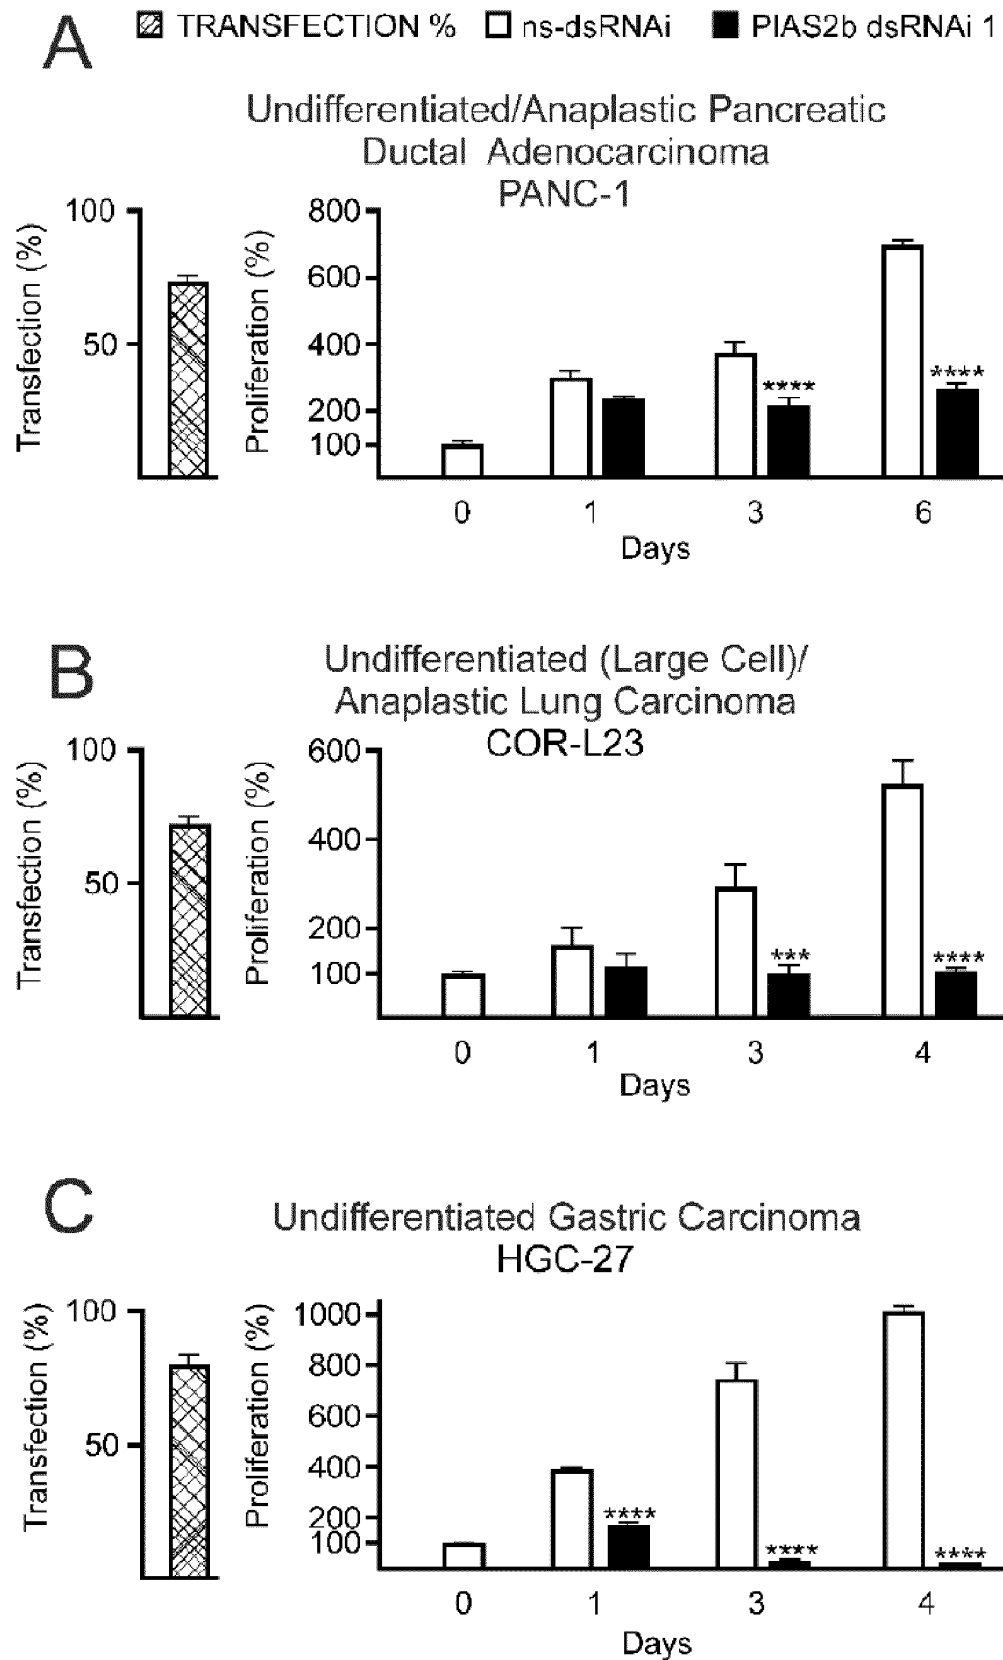 A
TRANSFECTION % ns-dsRNAi PIAS2b dsRNAi 1
Undifferentiated/Anaplastic Pancreatic
Ductal Adenocarcinoma
PANC-1
Transfection (%)
100
50
Proliferation (%)
800
600
400
200
100
****
****
0 1 3 6
Days
B
Undifferentiated (Large Cell)/
Anaplastic Lung Carcinoma
COR-L23
Transfection (%)
100
50
Proliferation (%)
600
400
200
100
***
****
0 1 3 4
Days
C
Undifferentiated Gastric Carcinoma
HGC-27
Transfection (%)
100
50
Proliferation (%)
1000
800
600
400
200
100
****
****
****
0 1 3 4
Days